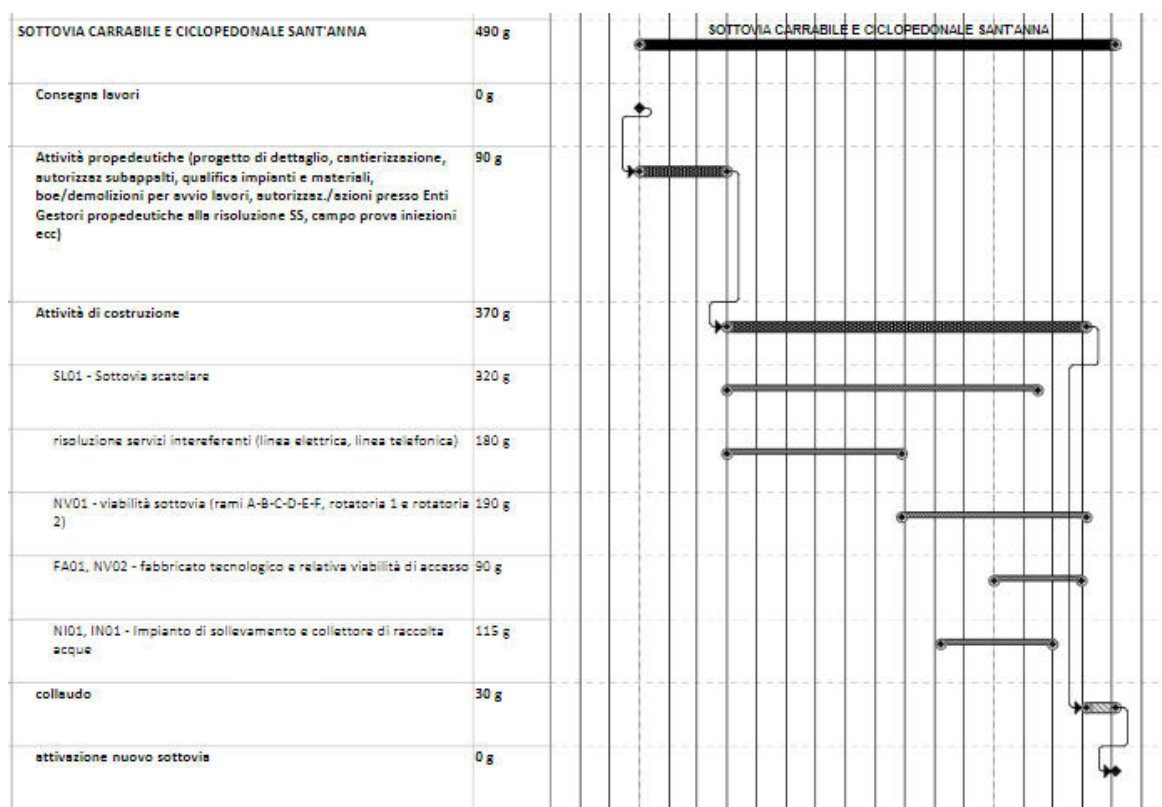 SOTTOVIA CARRABILE E CICLOPEDONALE SANT'ANNA 490 g
SOTTOVIA CARRABILE E CICLOPEDONALE SANT'ANNA
Consegna lavori 0 g
Attività propedeutiche (progetto di dettaglio, cantierizzazione, 90 g
autorizzaz subappalti, qualifica impianti e materiali,
boe/demolizioni per avvio lavori, autorizzaz./azioni presso Enti
Gestori propedeutiche alla risoluzione SS, campo prova iniezioni
ecc)
Attività di costruzione 370 g
SL01 - Sottovia scatolare 320 g
risoluzione servizi intereferenti (linea elettrica, linea telefonica) 180 g
NV01 - viabilità sottovia (rami A-B-C-D-E-F, rotatoria 1 e rotatoria 190 g
2)
FA01, NV02 - fabbricato tecnologico e relativa viabilità di accesso 90 g
NI01, IN01 - Impianto di sollevamento e collettore di raccolta 115 g
acque
collaudo 30 g
attivazione nuovo sottovia 0 g